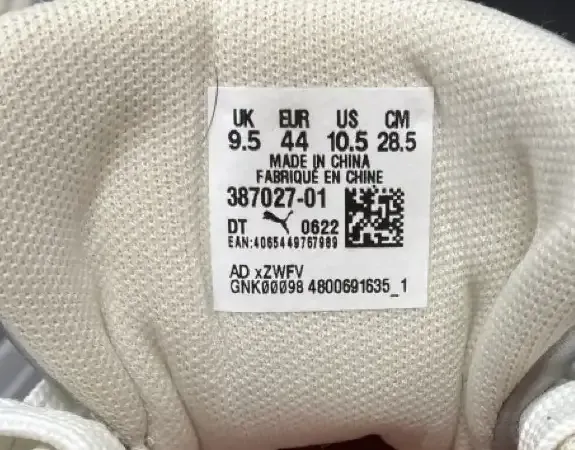 UK EUR US CM
9.5 44 10.5 28.5
MADE IN CHINA
FABRIQUÉ EN CHINE
387027-01
DT 0622
EAN:4065449767989
AD xZWFV
GNK00098 4800691635_1